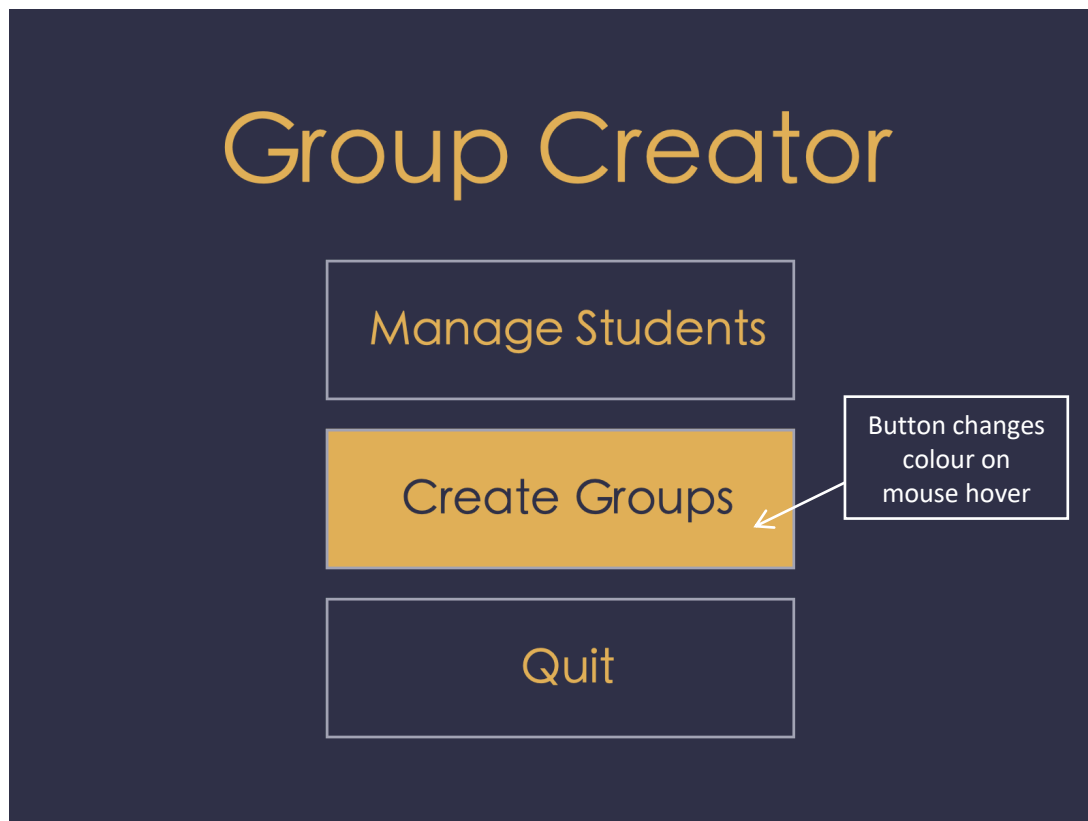 Group Creator
Manage Students
Create Groups
Button changes
colour on
mouse hover
Quit